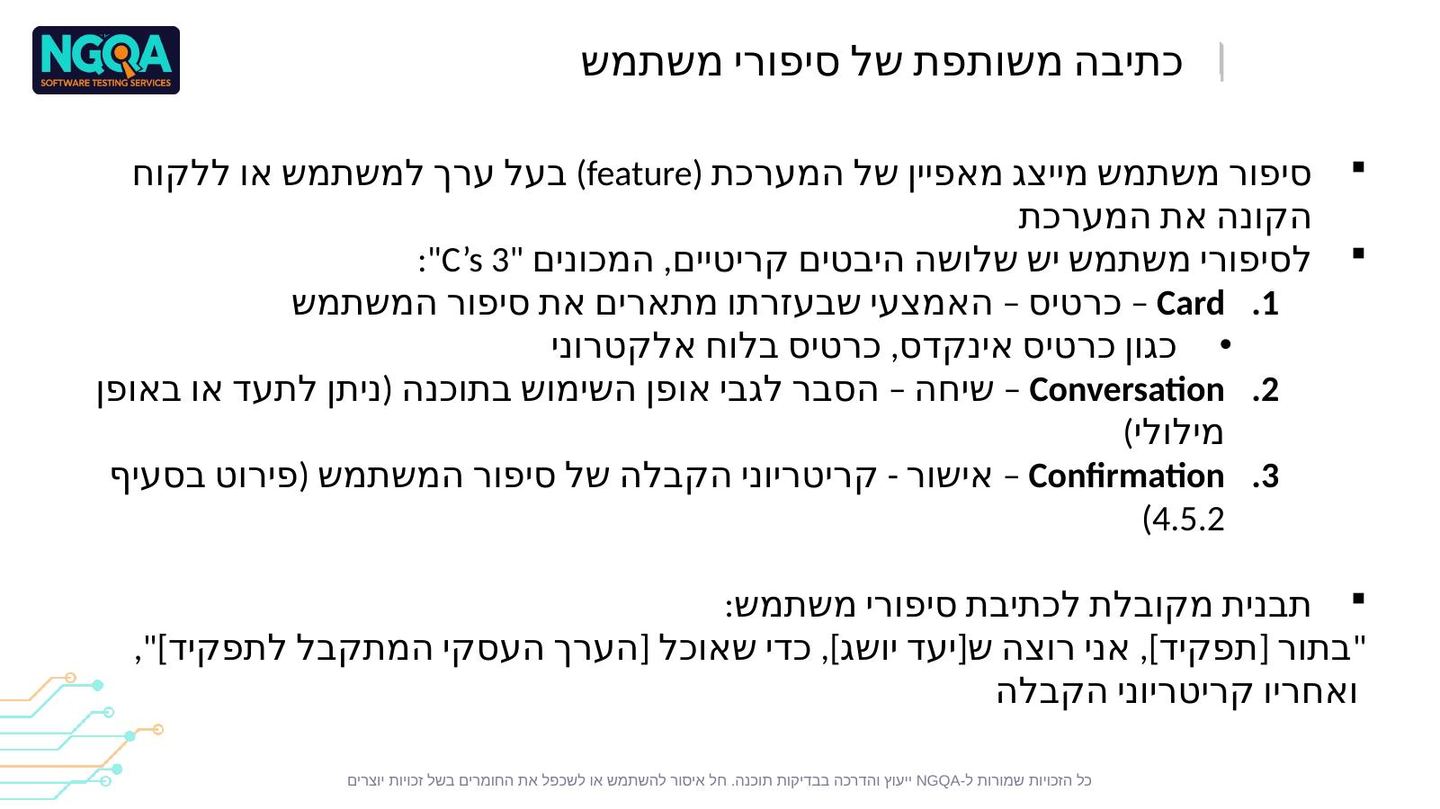 NGQA
SOFTWARE TESTING SERVICES
כתיבה משותפת של סיפורי משתמש
▪ סיפור משתמש מייצג מאפיין של המערכת (feature) בעל ערך למשתמש או ללקוח
הקונה את המערכת
▪ לסיפורי משתמש יש שלושה היבטים קריטיים, המכונים "3 C’s":
1. Card – כרטיס – האמצעי שבעזרתו מתארים את סיפור המשתמש
• כגון כרטיס אינקדס, כרטיס בלוח אלקטרוני
2. Conversation – שיחה – הסבר לגבי אופן השימוש בתוכנה (ניתן לתעד או באופן
מילולי)
3. Confirmation – אישור - קריטריוני הקבלה של סיפור המשתמש (פירוט בסעיף
4.5.2)
▪ תבנית מקובלת לכתיבת סיפורי משתמש:
"בתור [תפקיד], אני רוצה ש[יעד יושג], כדי שאוכל [הערך העסקי המתקבל לתפקיד]",
ואחריו קריטריוני הקבלה
כל הזכויות שמורות ל-NGQA ייעוץ והדרכה בבדיקות תוכנה. חל איסור להשתמש או לשכפל את החומרים בשל זכויות יוצרים